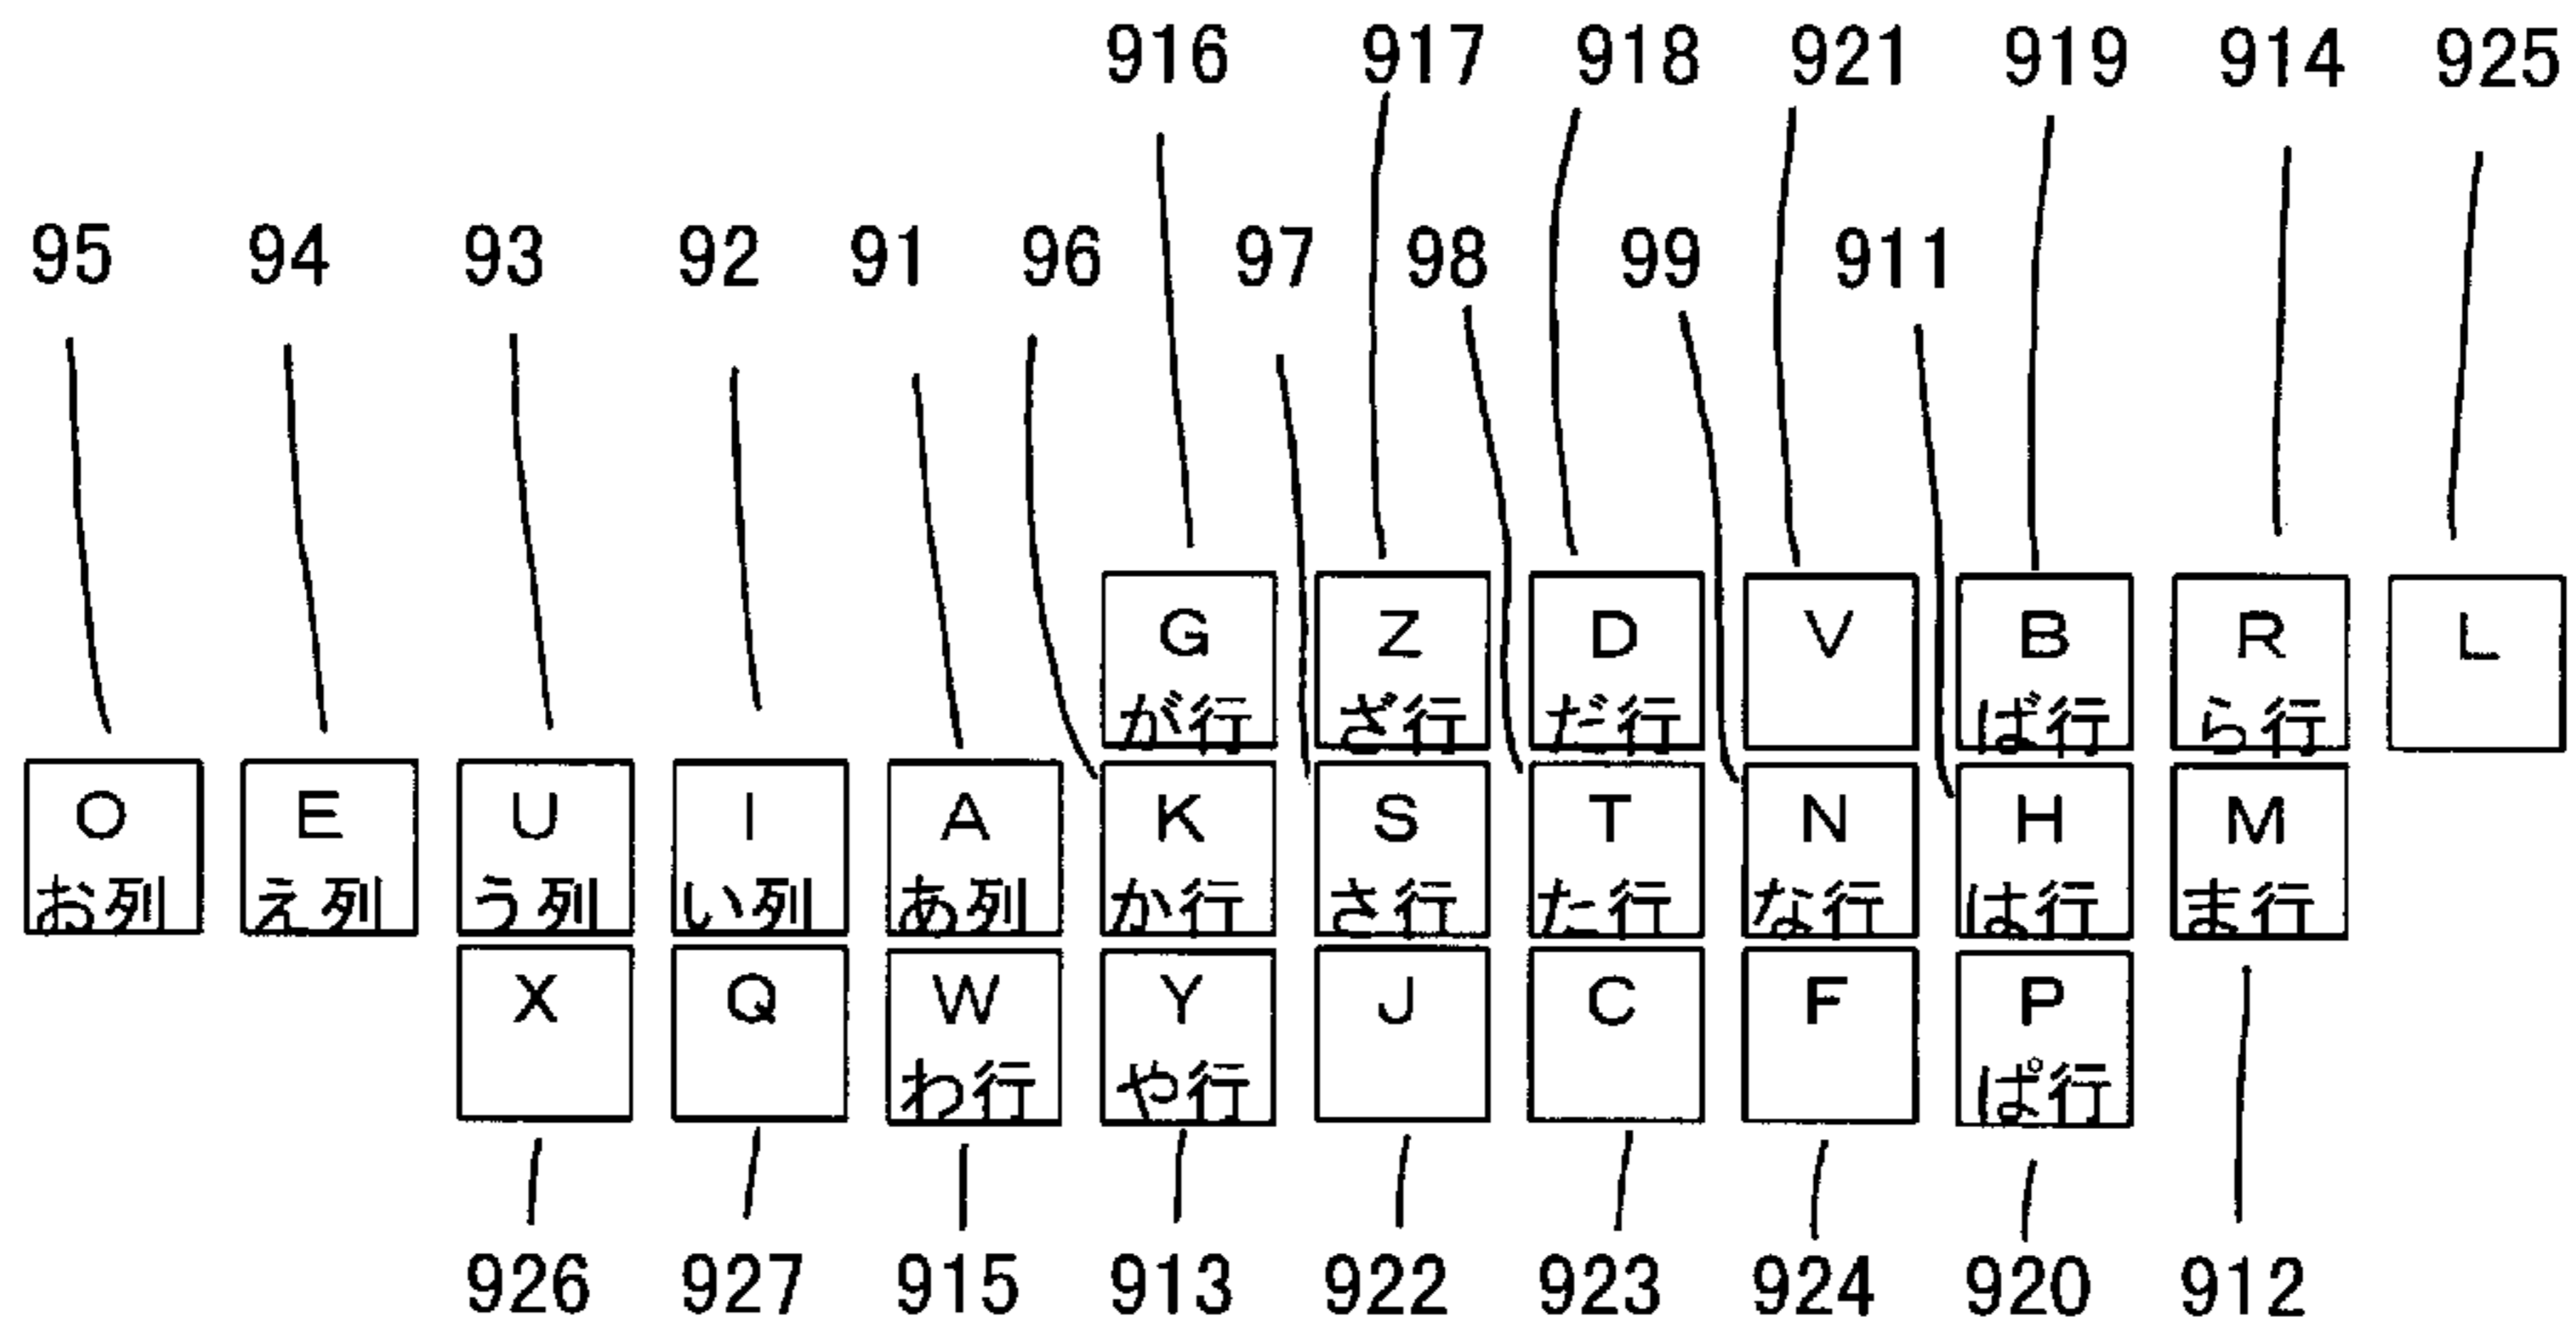 916 917 918 921 919 914 925
95 94 93 92 91 96 97 98 99 911
G Z D V B R L
が行 ざ行 だ行 ば行 ら行
O E U I A K S T N H M
お列 え列 う列 い列 あ列 か行 さ行 た行 な行 は行 ま行
X Q W Y J C F P
わ行 や行 ぱ行
926 927 915 913 922 923 924 920 912